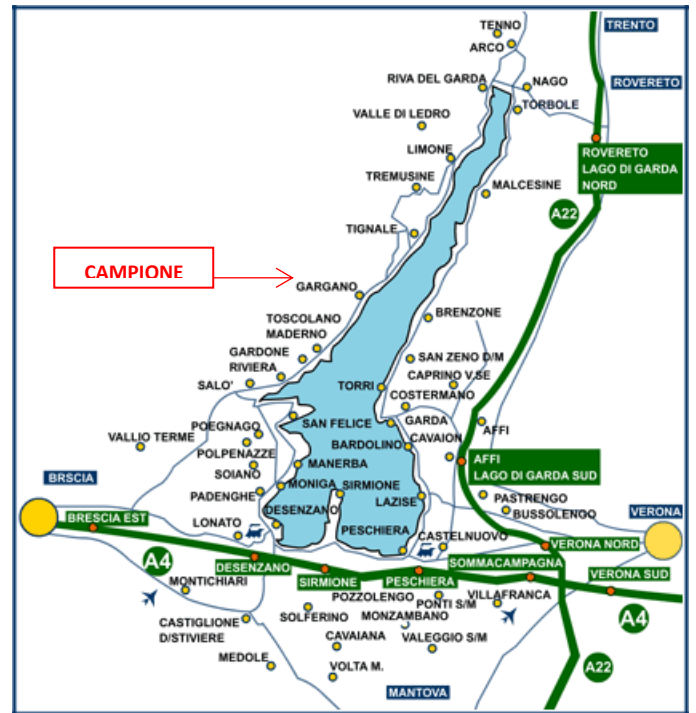 TENNO
ARCO
TRENTO
RIVA DEL GARDA
NAGO
ROVERETO
TORBOLE
VALLE DI LEDRO
LIMONE
ROVERETO
LAGO DI GARDA
NORD
TREMUSINE
MALCESINE
A22
TIGNALE
CAMPIONE
GARGANO
BRENZONE
TOSCOLANO
MADERNO
GARDONE
RIVIERA
SAN ZENO D/M
CAPRINO V.SE
SALO'
TORRI
COSTERMANO
POEGNAGO
SAN FELICE
GARDA
AFFI
VALLIO TERME
POLPENAZZE
BARDOLINO
CAVAION
SOIANO
MANERBA
AFFI
LAGO DI GARDA SUD
BRSCIA
PADENGHE
MONIGA
SIRMIONE
LAZISE
PASTRENGO
BUSSOLENGO
VERONA
BRESCIA EST
LONATO
DESENZANO
PESCHIERA
CASTELNUOVO
VERONA NORD
A4
DESENZANO
SIRMIONE
PESCHIERA
SOMMACAMPAGNA
VERONA SUD
MONTICHIARI
POZZOLENGO
PONTI S/M
VILLAFRANCA
A4
CASTIGLIONE
D/STIVIERE
SOLFERINO
MONZAMBANO
CAVAIANA
VALEGGIO S/M
MEDOLE
VOLTA M.
A22
MANTOVA